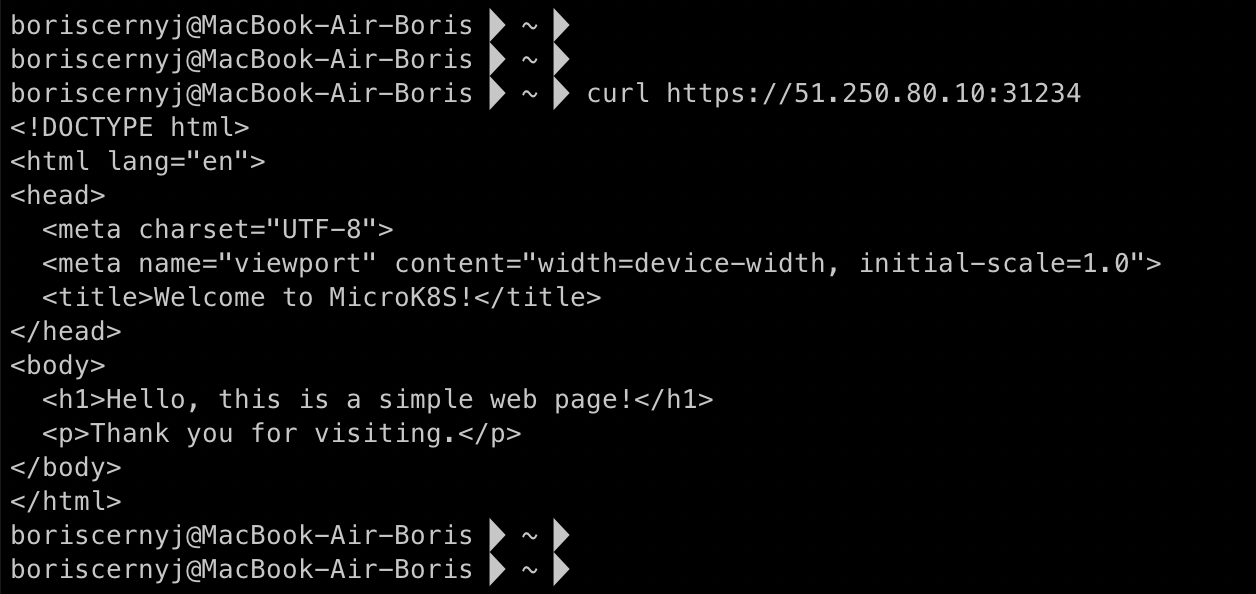 boriscernyj@MacBook-Air-Boris ~
boriscernyj@MacBook-Air-Boris ~
boriscernyj@MacBook-Air-Boris ~ curl https://51.250.80.10:31234
<!DOCTYPE html>
<html lang="en">
<head>
  <meta charset="UTF-8">
  <meta name="viewport" content="width=device-width, initial-scale=1.0">
  <title>Welcome to MicroK8S!</title>
</head>
<body>
  <h1>Hello, this is a simple web page!</h1>
  <p>Thank you for visiting.</p>
</body>
</html>
boriscernyj@MacBook-Air-Boris ~
boriscernyj@MacBook-Air-Boris ~